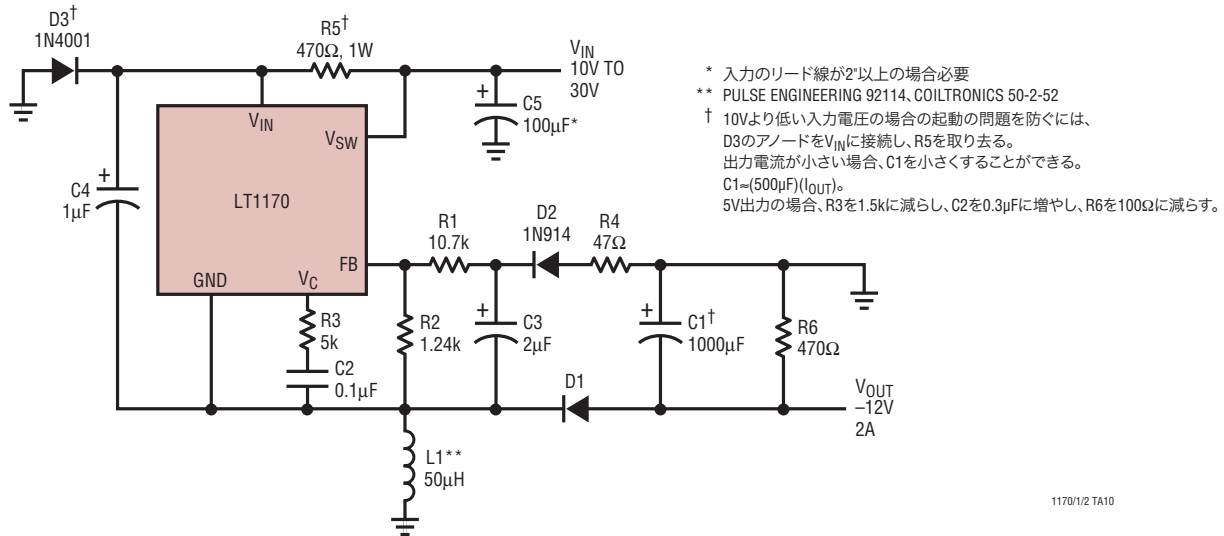 D3†
1N4001
R5†
470Ω, 1W
VIN
10V TO
30V
+
C5
100µF*
VIN
VSW
+
C4
1µF
LT1170
GND
VC
FB
R3
5k
C2
0.1µF
R1
10.7k
R2
1.24k
D2
1N914
R4
47Ω
+
C3
2µF
+
C1†
1000µF
R6
470Ω
D1
VOUT
–12V
2A
L1**
50µH
* 入力のリード線が2"以上の場合必要
** PULSE ENGINEERING 92114、COILTRONICS 50-2-52
† 10Vより低い入力電圧の場合の起動の問題を防ぐには、
D3のアノードをVINに接続し、R5を取り去る。
出力電流が小さい場合、C1を小さくすることができる。
C1≈(500µF)(IOUT)。
5V出力の場合、R3を1.5kに減らし、C2を0.3µFに増やし、R6を100Ωに減らす。
1170/1/2 TA10